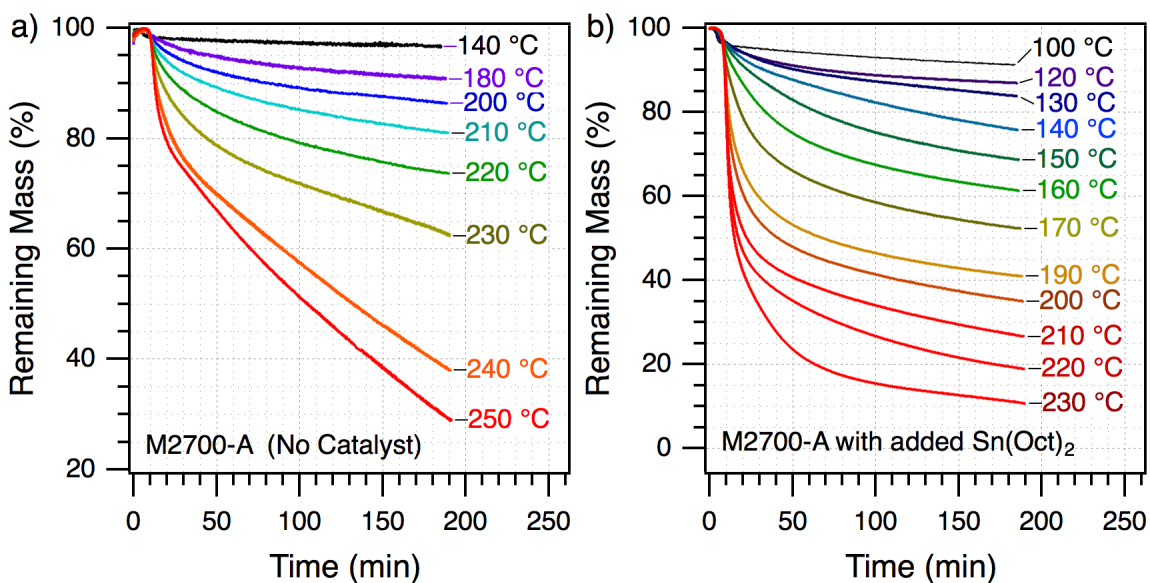 a)
100
80
60
40
20
Remaining Mass (%)
140 °C
180 °C
200 °C
210 °C
220 °C
230 °C
240 °C
250 °C
M2700-A (No Catalyst)
0 50 100 150 200 250
Time (min)
b)
100
80
60
40
20
0
Remaining Mass (%)
100 °C
120 °C
130 °C
140 °C
150 °C
160 °C
170 °C
190 °C
200 °C
210 °C
220 °C
230 °C
M2700-A with added Sn(Oct)₂
0 50 100 150 200 250
Time (min)